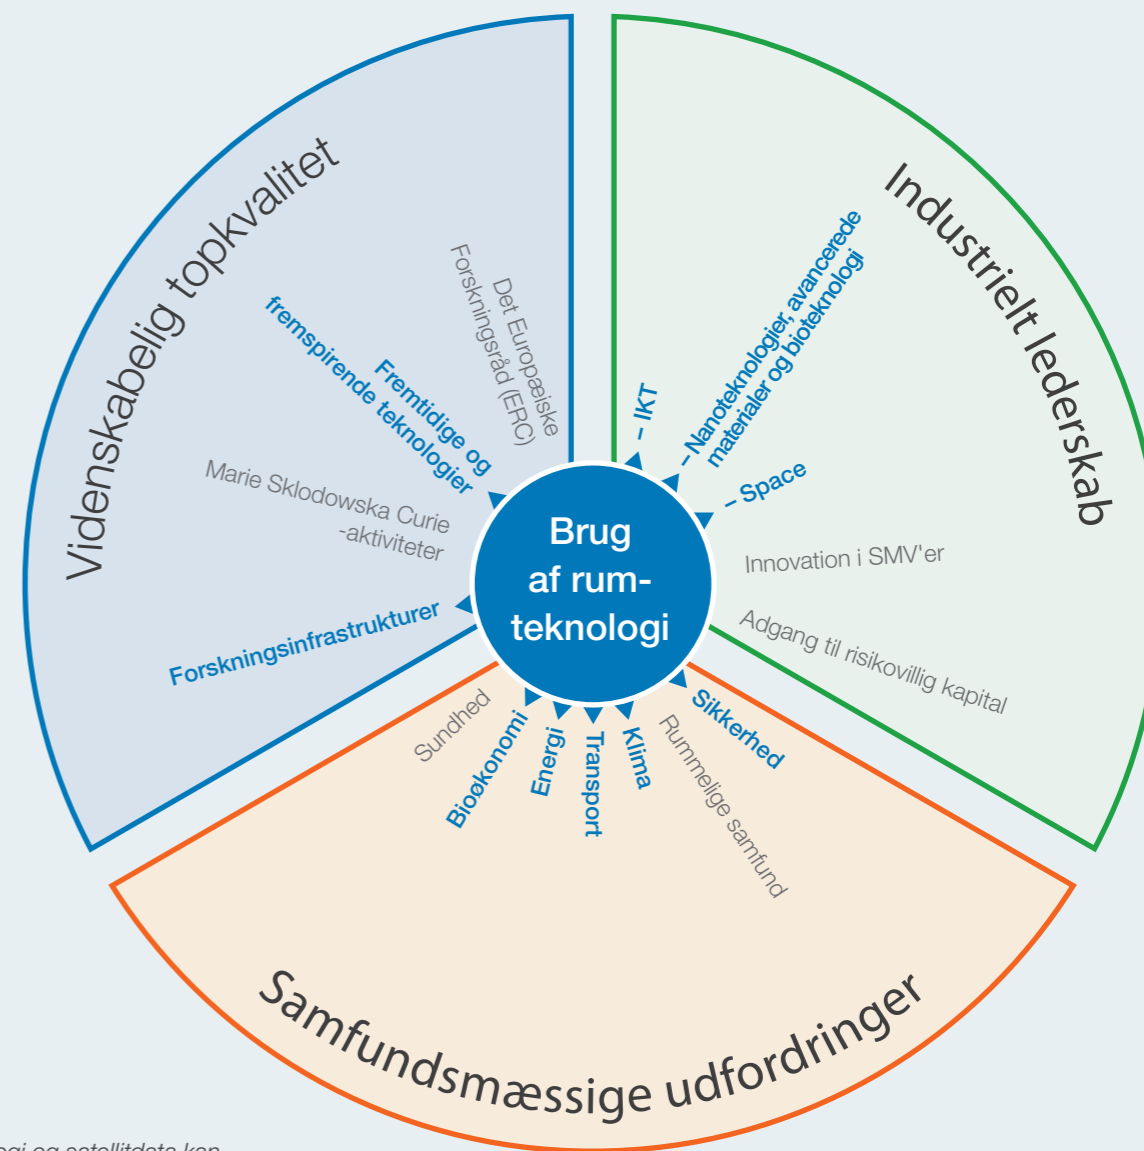 Videnskabelig topkvalitet
Det Europæiske
Forskningsråd (ERC)
Fremtidige og
fremspirende teknologier
Marie Sklodowska Curie
-aktiviteter
Forskningsinfrastrukturer
Industrielt lederskab
– IKT
– Nanoteknologier, avancerede
materialer og bioteknologi
– Space
Innovation i SMV'er
Adgang til risikovillig kapital
Brug
af rum-
teknologi
Sundhed
Bioøkonomi
Energi
Transport
Klima
Rummelige samfund
Sikkerhed
Samfundsmæssige udfordringer